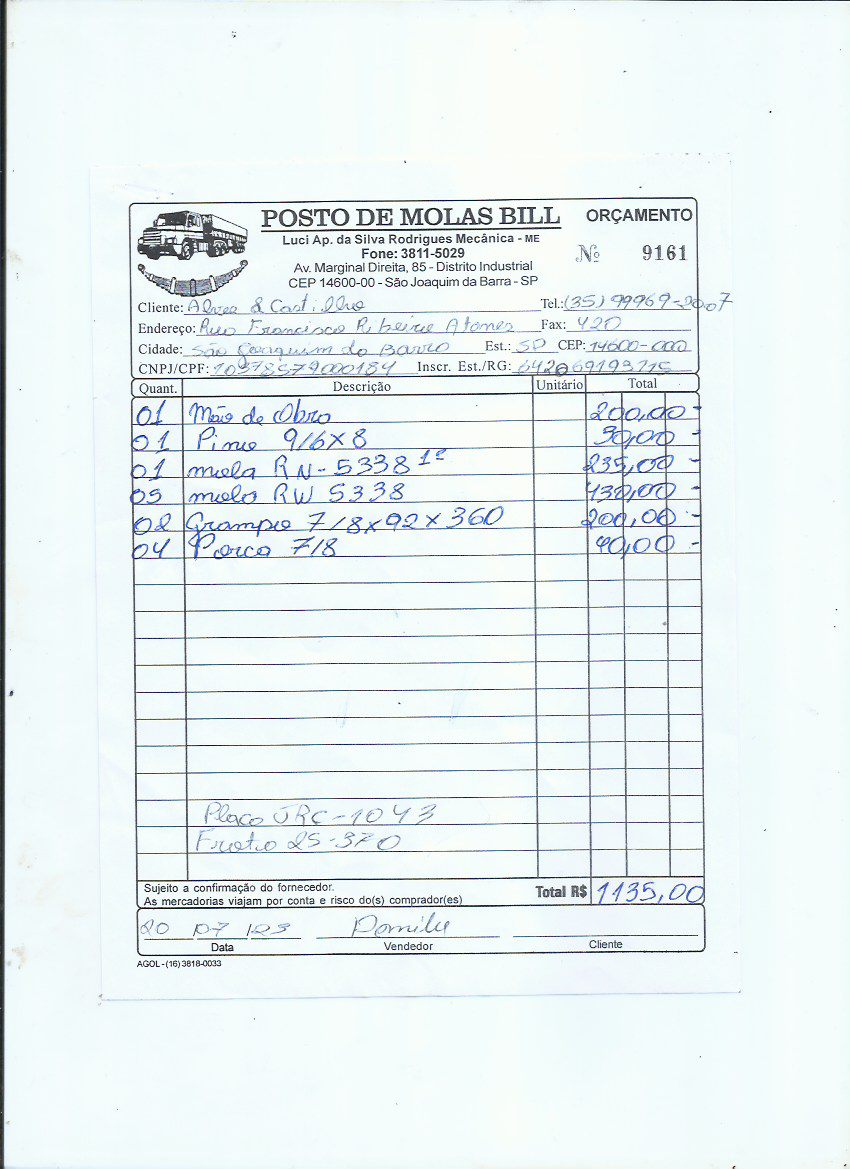 POSTO DE MOLAS BILL ORÇAMENTO
Luci Ap. da Silva Rodrigues Mecânica - ME
Fone: 3811-5029
Nº 9161
Av. Marginal Direita, 85 - Distrito Industrial
CEP 14600-00 - São Joaquim da Barra - SP
Cliente: Alves & Castilho Tel.: (35) 99969-2007
Endereço: Rua Francisco Ribeiro Fax: 420
Cidade: São Joaquim da Barra Est.: SP CEP: 14600-000
CNPJ/CPF: 10378579000184 Inscr. Est./RG:
Quant. Descrição Unitário Total
01 Mão de Obra 200,00 -
01 Pino 9/6x8 30,00 -
01 mola RN-5338 1ª 235,00 -
05 mola RW 5338 430,00 -
02 Grampo 7/8x92x360 200,00 -
04 Porca 7/8 40,00 -
Placa JRC-1043
Frota 25-370
Sujeito a confirmação do fornecedor.
As mercadorias viajam por conta e risco do(s) comprador(es)
Total R$ 1135,00
20 07 23
Data Vendedor Cliente
AGOL - (16) 3818-0033